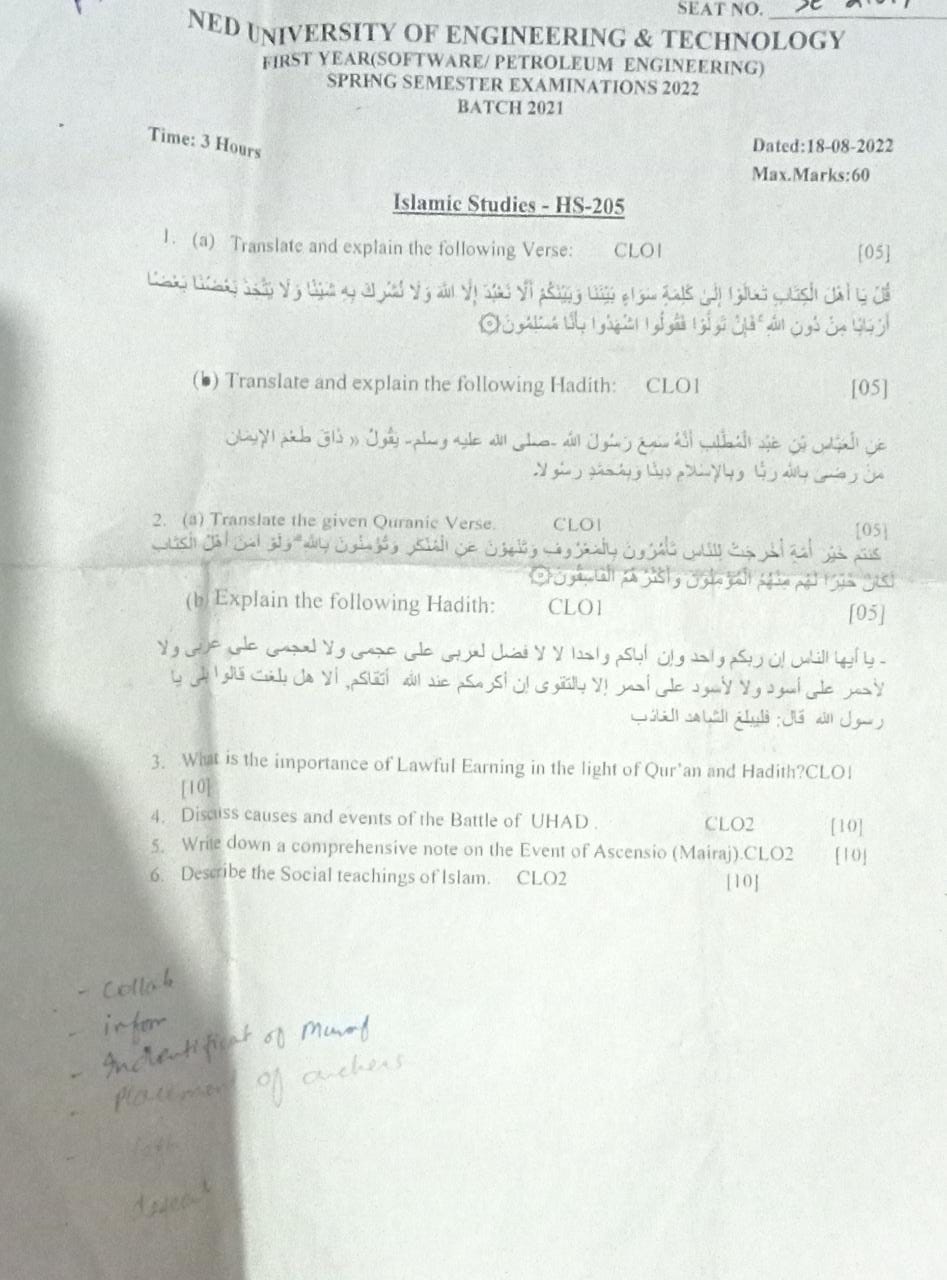 SEAT NO.
NED UNIVERSITY OF ENGINEERING & TECHNOLOGY
FIRST YEAR(SOFTWARE/ PETROLEUM ENGINEERING)
SPRING SEMESTER EXAMINATIONS 2022
BATCH 2021
Time: 3 Hours
Dated:18-08-2022
Max.Marks:60
Islamic Studies - HS-205
1. (a) Translate and explain the following Verse: CLO1 [05]
قُلْ يَا أَهْلَ الْكِتَابِ تَعَالَوْا إِلَىٰ كَلِمَةٍ سَوَاءٍ بَيْنَنَا وَبَيْنَكُمْ أَلَّا نَعْبُدَ إِلَّا اللَّهَ وَلَا نُشْرِكَ بِهِ شَيْئًا وَلَا يَتَّخِذَ بَعْضُنَا بَعْضًا
أَرْبَابًا مِنْ دُونِ اللَّهِ ۚ فَإِنْ تَوَلَّوْا فَقُولُوا اشْهَدُوا بِأَنَّا مُسْلِمُونَ۝
(b) Translate and explain the following Hadith: CLO1 [05]
عَنِ الْعَبَّاسِ بْنِ عَبْدِ الْمُطَّلِبِ أَنَّهُ سَمِعَ رَسُولَ اللَّهِ -صلى الله عليه وسلم- يَقُولُ « ذَاقَ طَعْمَ الإِيمَانِ
مَنْ رَضِىَ بِاللَّهِ رَبًّا وَبِالإِسْلاَمِ دِينًا وَبِمُحَمَّدٍ رَسُولاً.
2. (a) Translate the given Quranic Verse. CLO1 [05]
كنتم خَيْرَ أُمَّةٍ أُخْرِجَتْ لِلنَّاسِ تَأْمُرُونَ بِالْمَعْرُوفِ وَتَنْهَوْنَ عَنِ الْمُنْكَرِ وَتُؤْمِنُونَ بِاللَّهِ ۗ وَلَوْ آمَنَ أَهْلُ الْكِتَابِ
لَكَانَ خَيْرًا لَهُمْ مِنْهُمُ الْمُؤْمِنُونَ وَأَكْثَرُهُمُ الْفَاسِقُونَ۝
(b) Explain the following Hadith: CLO1 [05]
- يا أيها الناس إن ربكم واحد وإن أباكم واحدا لا لا فضل لعربي على عجمى ولا لعجمى على عربى ولا
لأحمر على أسود ولا لأسود على أحمر إلا بالتقوى إن أكرمكم عند الله أتقاكم, ألا هل بلغت قالوا بلى يا
رسول الله قال: فليبلغ الشاهد الغائب
3. What is the importance of Lawful Earning in the light of Qur'an and Hadith?CLO1
[10]
4. Discuss causes and events of the Battle of UHAD. CLO2 [10]
5. Write down a comprehensive note on the Event of Ascensio (Mairaj).CLO2 [10]
6. Describe the Social teachings of Islam. CLO2 [10]
- Collab
- infor
- of
- Placement of archers